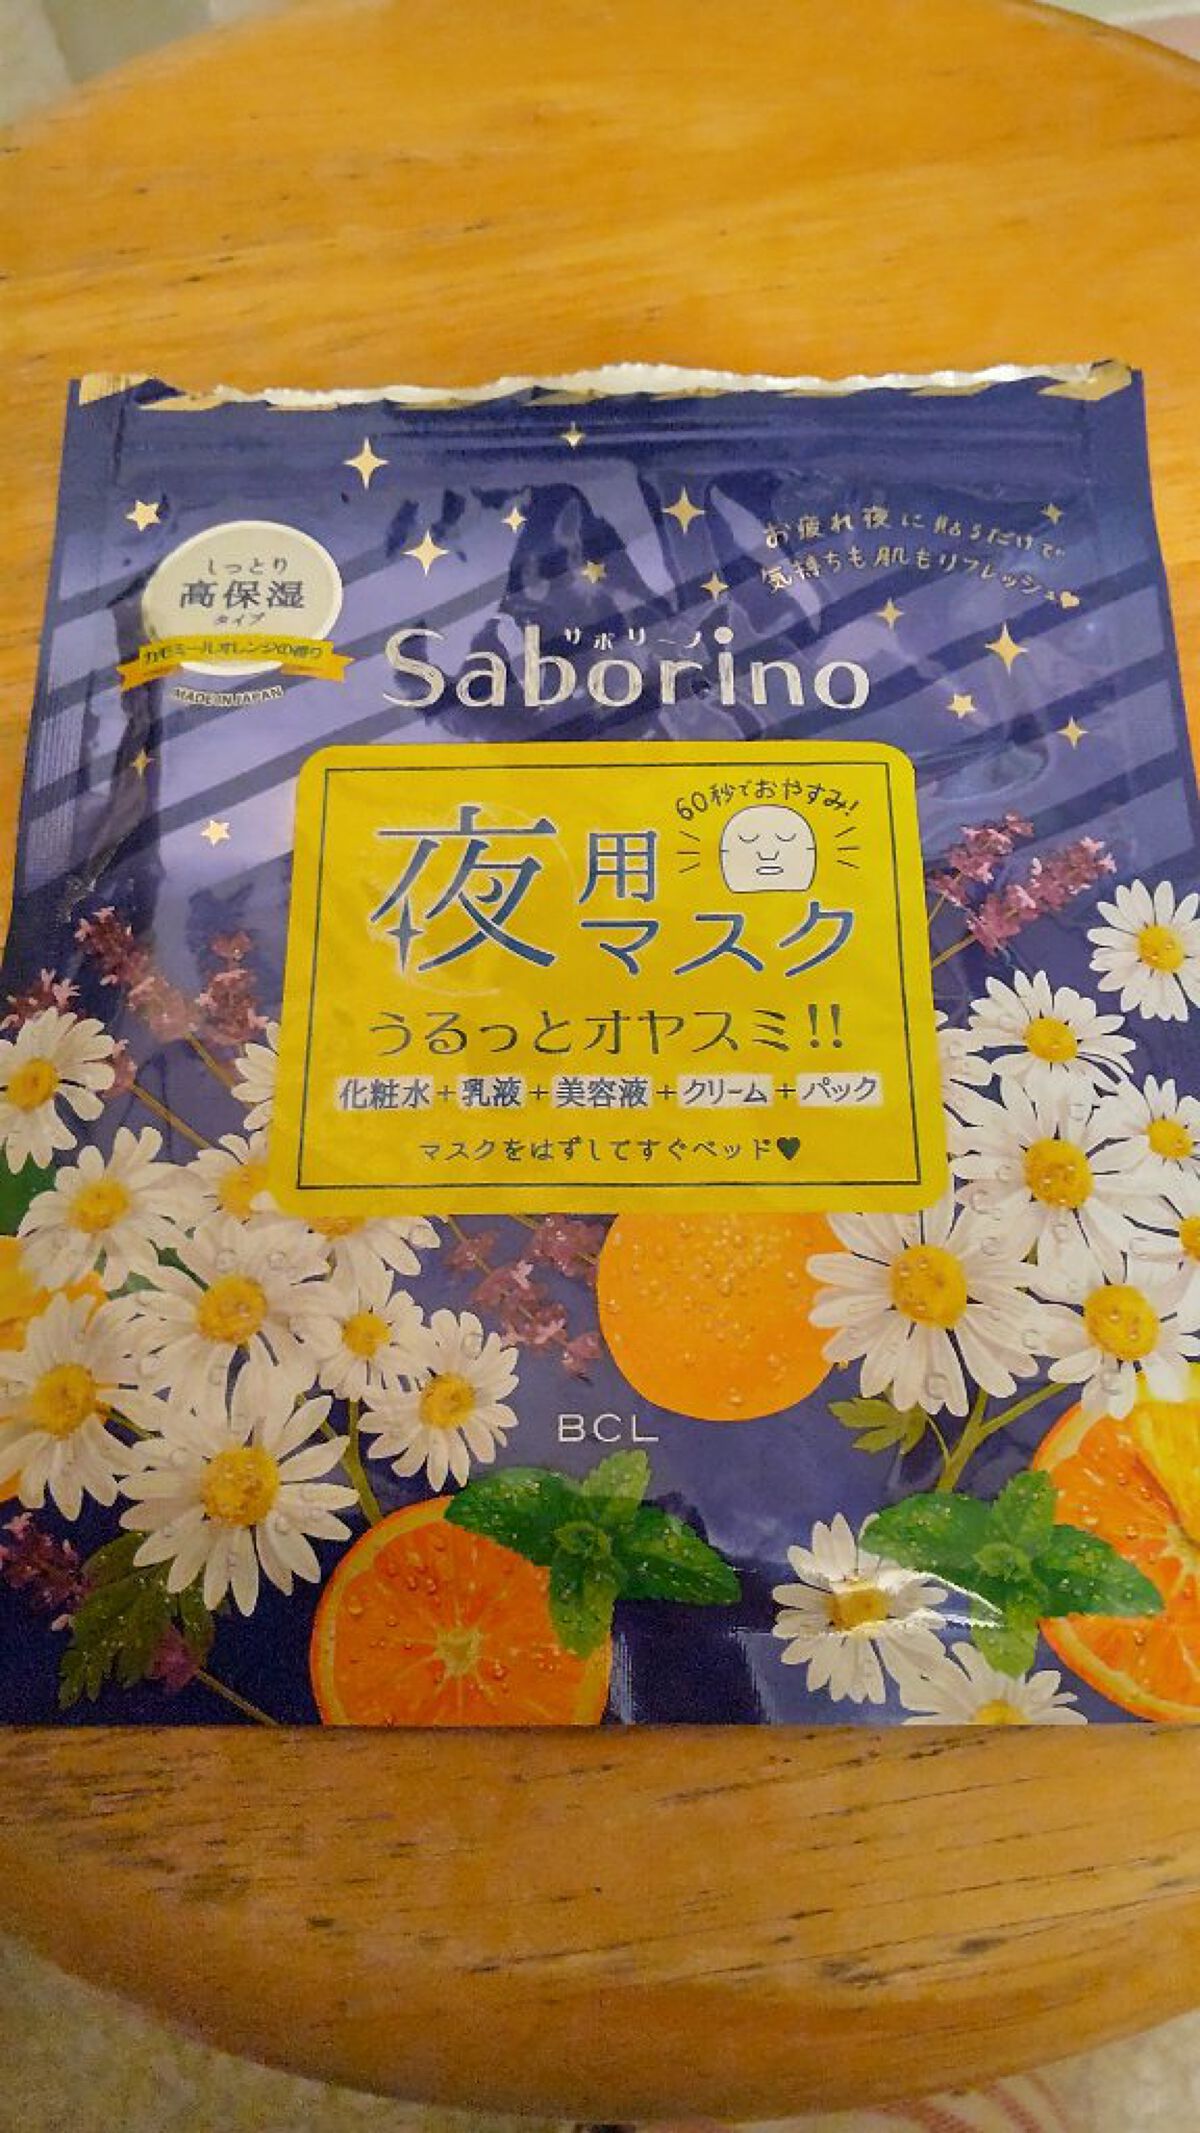 お疲れ夜に貼るだけで
気持ちも肌もリフレッシュ♥
しっとり
高保湿
タイプ
カモミールオレンジの香り
MADE IN JAPAN
サボリーノ
Saborino
60秒でおやすみ!
夜用
マスク
うるっとオヤスミ!!
化粧水+乳液+美容液+クリーム+パック
マスクをはずしてすぐベッド♥
BCL